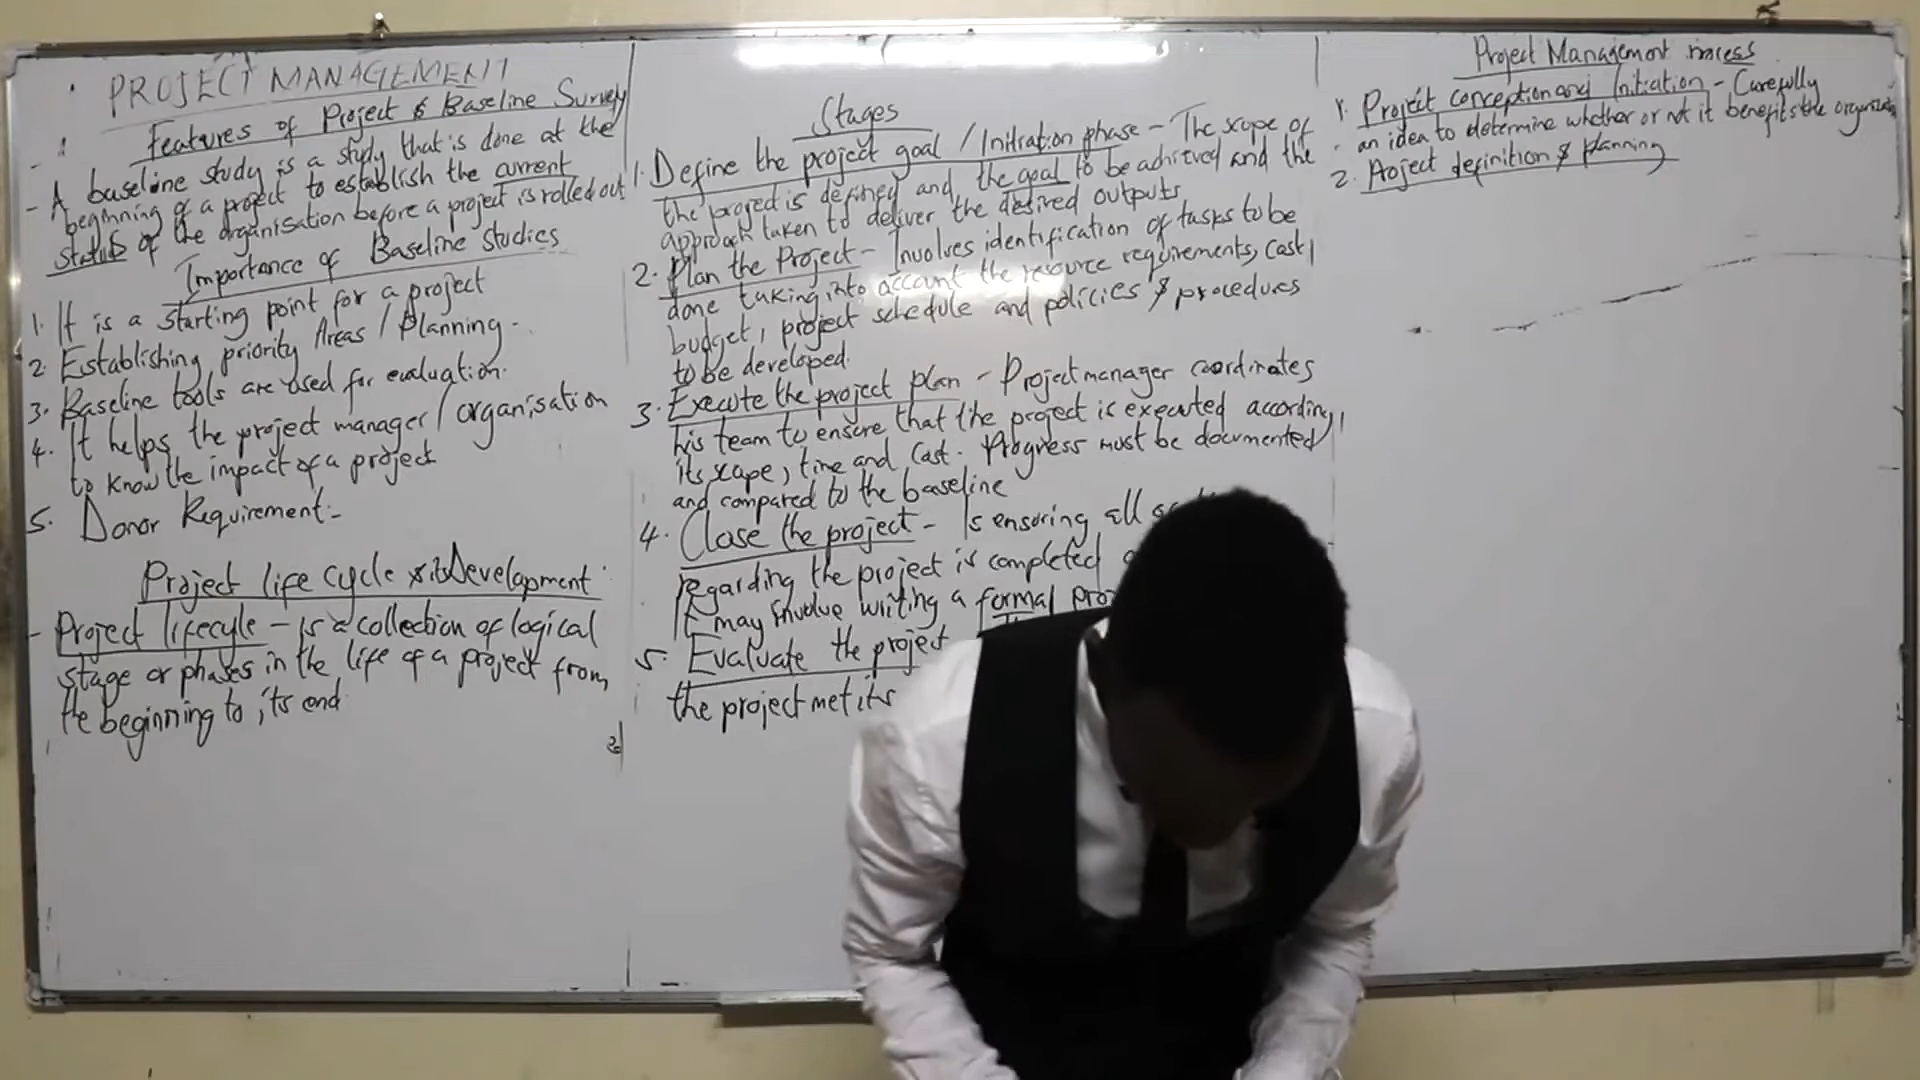 PROJECT MANAGEMENT
Features of Project & Baseline Survey
- A baseline study is a study that is done at the
- beginning of a project to establish the current
status of the organisation before a project is rolled out
Importance of Baseline Studies
1. It is a starting point for a project
2. Establishing priority Areas / Planning -
3. Baseline tools are used for evaluation.
4. It helps the project manager / organisation
to know the impact of a project
5. Donor Requirement:-
Project life Cycle & its Development
- Project lifecyle - is a collection of logical
stage or phases in the life of a project from
the beginning to its end
Stages
1. Define the project goal / Initiation phase - The scope of
the project is defined and the goal to be achieved and the
approach taken to deliver the desired outputs
2. Plan the Project - Involves identification of tasks to be
done taking into account the resource requirements, cost
budget, project schedule and policies & procedures
to be developed.
3. Execute the project plan - Project manager coordinates
his team to ensure that the project is executed according
its scape, time and Cost. Progress must be documented
and compared to the baseline
4. Close the project - Is ensuring all
regarding the project is completed
It may involve writing a formal
5. Evaluate the project
the project met its
Project Management process
1. Project conception and Initiation - Carefully
- an idea to determine whether or not it benefits the
2. Project definition & planning